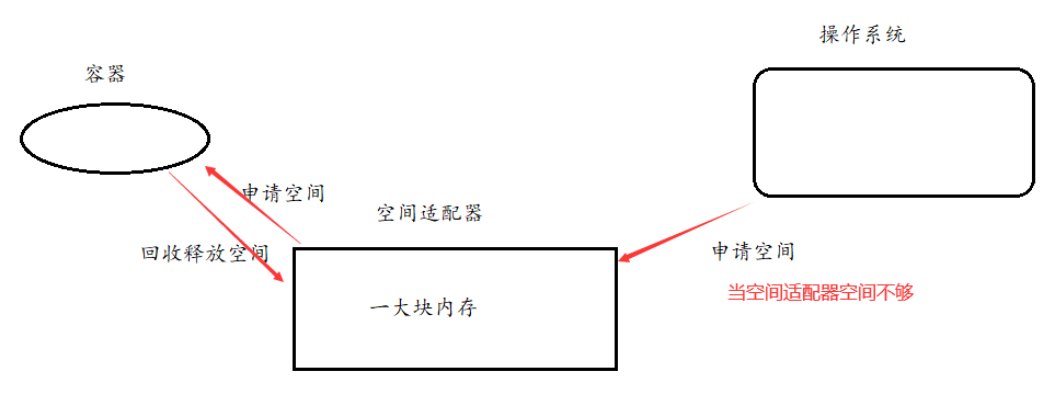 操作系统
容器
申请空间
空间适配器
回收释放空间
申请空间
当空间适配器空间不够
一大块内存